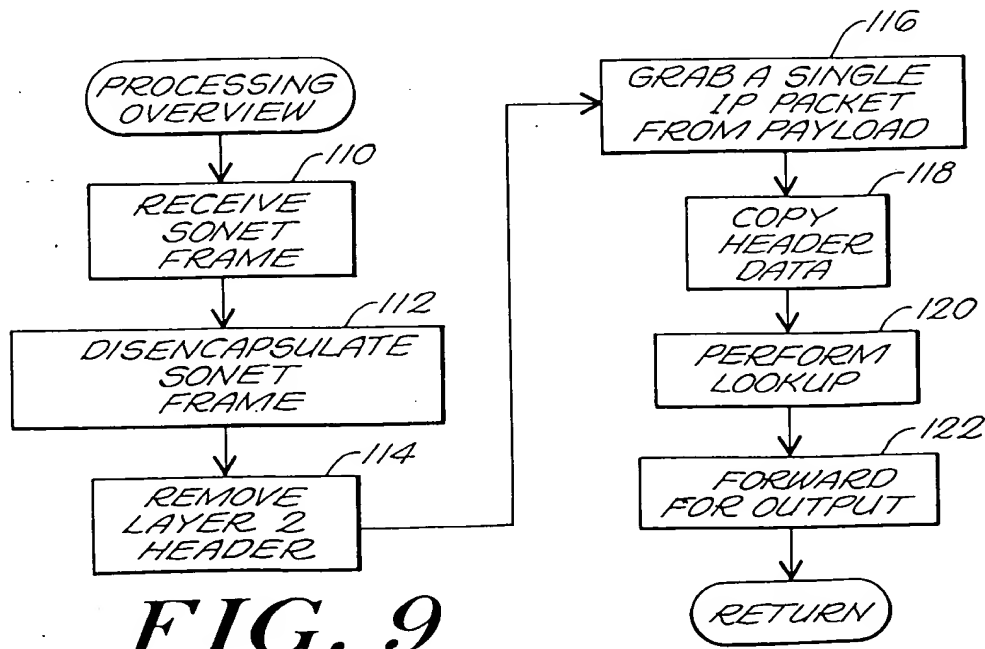 PROCESSING
OVERVIEW
110
RECEIVE
SONET
FRAME
112
DISENCAPSULATE
SONET
FRAME
114
REMOVE
LAYER 2
HEADER
116
GRAB A SINGLE
IP PACKET
FROM PAYLOAD
118
COPY
HEADER
DATA
120
PERFORM
LOOKUP
122
FORWARD
FOR OUTPUT
RETURN
FIG. 9